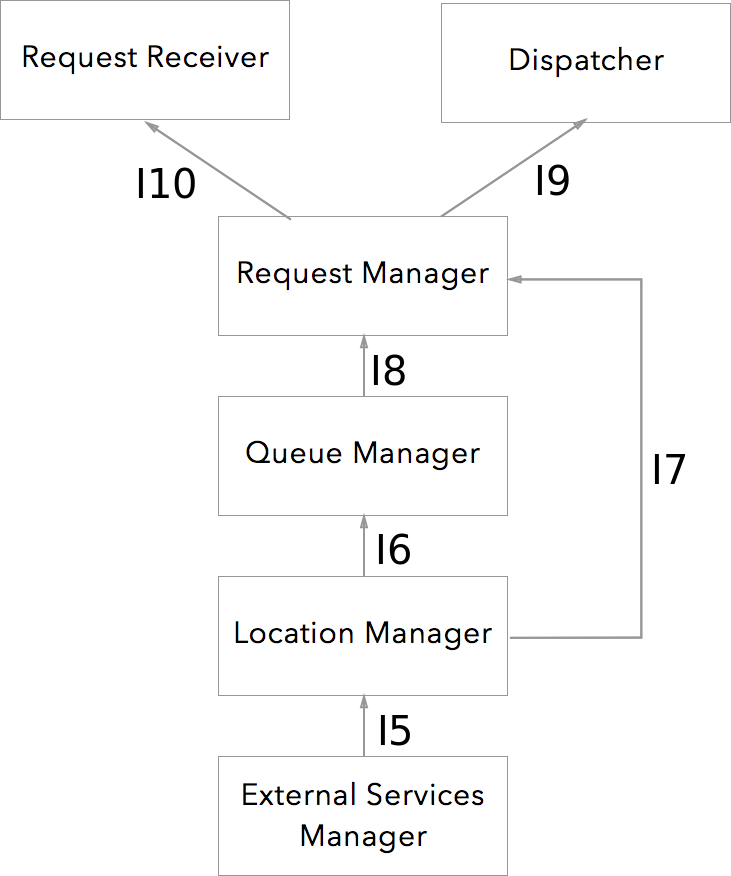 Request Receiver
Dispatcher
I10
I9
Request Manager
I8
Queue Manager
I7
I6
Location Manager
I5
External Services
Manager